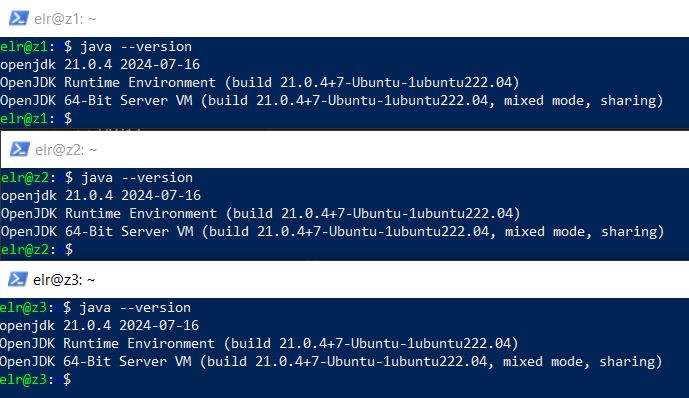 elr@z1: ~
elr@z1: ~$ java --version
openjdk 21.0.4 2024-07-16
OpenJDK Runtime Environment (build 21.0.4+7-Ubuntu-1ubuntu222.04)
OpenJDK 64-Bit Server VM (build 21.0.4+7-Ubuntu-1ubuntu222.04, mixed mode, sharing)
elr@z1: $
elr@z2: ~
elr@z2: $ java --version
openjdk 21.0.4 2024-07-16
OpenJDK Runtime Environment (build 21.0.4+7-Ubuntu-1ubuntu222.04)
OpenJDK 64-Bit Server VM (build 21.0.4+7-Ubuntu-1ubuntu222.04, mixed mode, sharing)
elr@z2: $
elr@z3: ~
elr@z3: $ java --version
openjdk 21.0.4 2024-07-16
OpenJDK Runtime Environment (build 21.0.4+7-Ubuntu-1ubuntu222.04)
OpenJDK 64-Bit Server VM (build 21.0.4+7-Ubuntu-1ubuntu222.04, mixed mode, sharing)
elr@z3: $